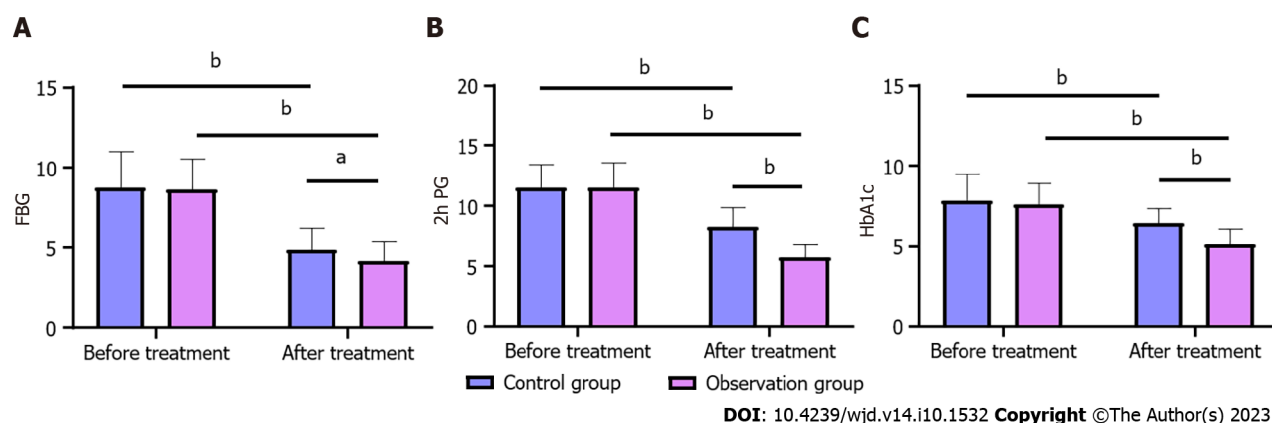 A
B
C
FBG
15
10
5
0
b
b
a
Before treatment
After treatment
2h PG
20
15
10
5
0
b
b
b
Before treatment
After treatment
HbA1c
15
10
5
0
b
b
b
Before treatment
After treatment
Control group
Observation group
DOI: 10.4239/wjd.v14.i10.1532 Copyright ©The Author(s) 2023